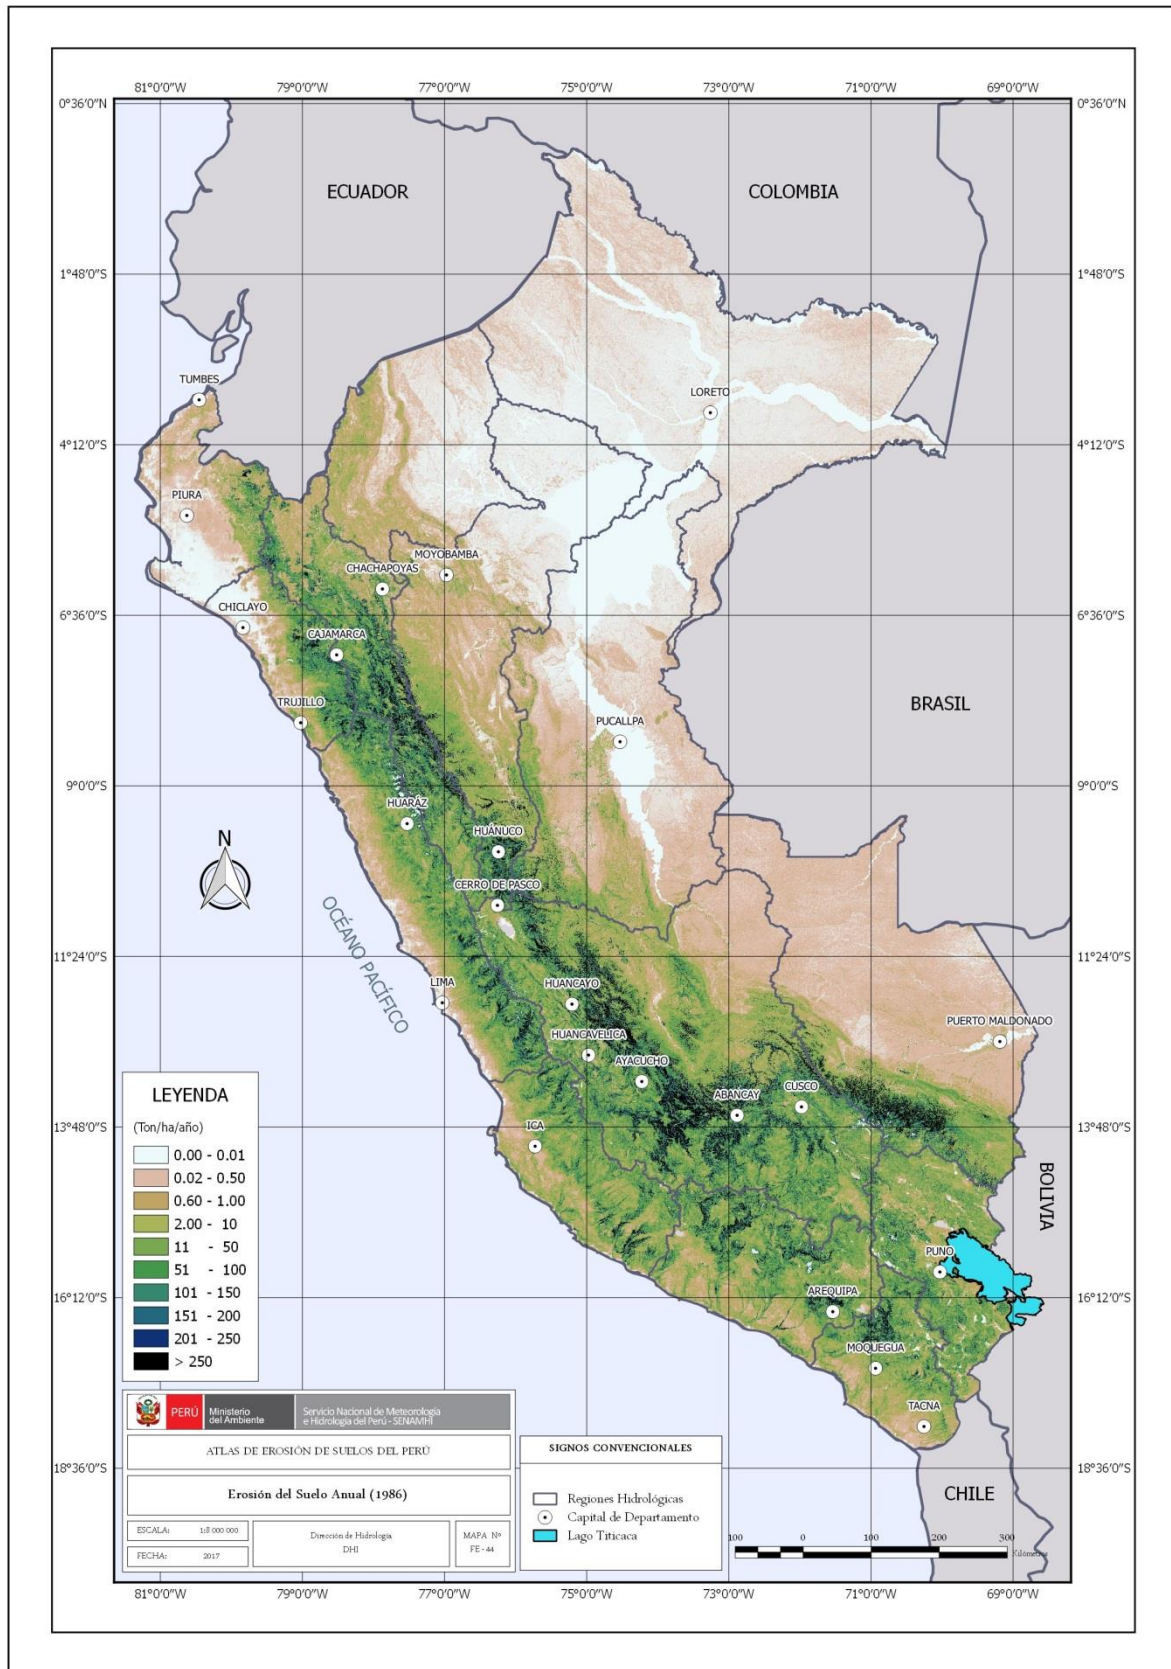 81°0'0"W 79°0'0"W 77°0'0"W 75°0'0"W 73°0'0"W 71°0'0"W 69°0'0"W
0°36'0"N 0°36'0"N
ECUADOR
COLOMBIA
1°48'0"S 1°48'0"S
TUMBES
LORETO
4°12'0"S 4°12'0"S
PIURA
MOYOBAMBA
CHACHAPOYAS
CHICLAYO
6°36'0"S 6°36'0"S
CAJAMARCA
TRUJILLO
BRASIL
PUCALLPA
9°0'0"S 9°0'0"S
HUARÁZ
N
HUÁNUCO
CERRO DE PASCO
OCÉANO PACÍFICO
11°24'0"S 11°24'0"S
LIMA
HUANCAYO
PUERTO MALDONADO
HUANCAVELICA
AYACUCHO
ABANCAY
CUSCO
13°48'0"S 13°48'0"S
ICA
BOLIVIA
PUNO
AREQUIPA
16°12'0"S 16°12'0"S
MOQUEGUA
TACNA
18°36'0"S 18°36'0"S
CHILE
LEYENDA
(Ton/ha/año)
0.00 - 0.01
0.02 - 0.50
0.60 - 1.00
2.00 - 10
11 - 50
51 - 100
101 - 150
151 - 200
201 - 250
> 250
PERÚ
Ministerio
del Ambiente
Servicio Nacional de Meteorología
e Hidrología del Perú - SENAMHI
ATLAS DE EROSIÓN DE SUELOS DEL PERÚ
Erosión del Suelo Anual (1986)
ESCALA: 1:8 000 000
FECHA: 2017
Dirección de Hidrología
DHI
MAPA Nº
FE - 44
SIGNOS CONVENCIONALES
Regiones Hidrológicas
Capital de Departamento
Lago Titicaca
100 0 100 200 300
Kilómetros
81°0'0"W 79°0'0"W 77°0'0"W 75°0'0"W 73°0'0"W 71°0'0"W 69°0'0"W